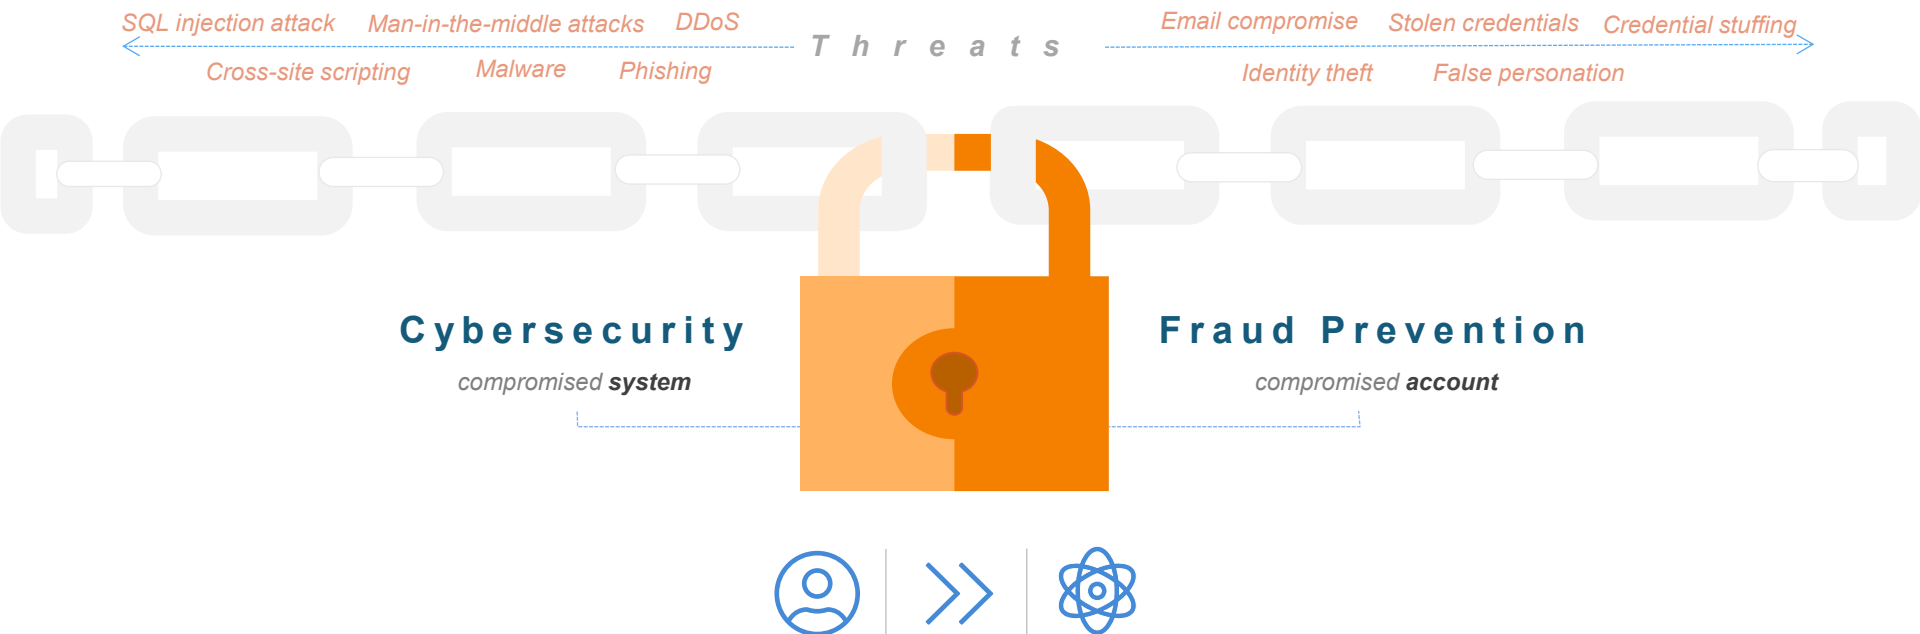 SQL injection attack Man-in-the-middle attacks DDoS
Threats
Email compromise Stolen credentials Credential stuffing
Cross-site scripting Malware Phishing
Identity theft False personation
Cybersecurity
compromised system
Fraud Prevention
compromised account